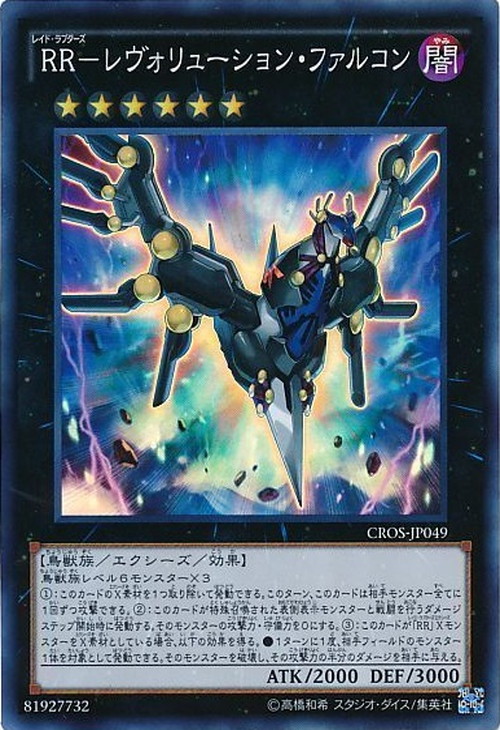 レイド・ラプターズ
RR－レヴォリューション・ファルコン
やみ
闇
CROS-JP049
【鳥獣族／エクシーズ／効果】
鳥獣族レベル6モンスター×3
①:このカードのX素材を1つ取り除いて発動できる。このターン、このカードは相手モンスター全てに
1回ずつ攻撃できる。②:このカードが特殊召喚された表側表示モンスターと戦闘を行うダメージ
ステップ開始時に発動する。そのモンスターの攻撃力・守備力を0にする。③:このカードが「RR」Xモン
スターをX素材としている場合、以下の効果を得る。●1ターンに1度、相手フィールドのモンスター
1体を対象として発動できる。そのモンスターを破壊し、その攻撃力の半分のダメージを相手に与える。
ATK/2000 DEF/3000
81927732
©高橋和希 スタジオ・ダイス/集英社